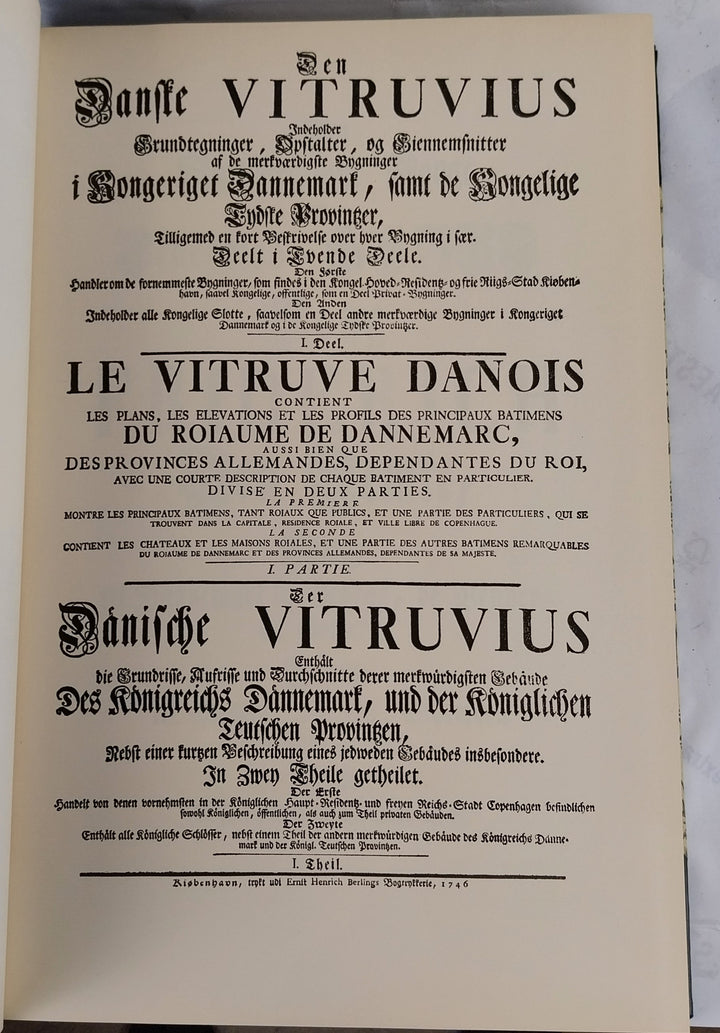 Den
Danske VITRUVIUS
Indeholder
Grundtegninger, Opstalter, og Giennemsnitter
af de merkværdigste Bygninger
i Kongeriget Dannemark, samt de Kongelige
Tydske Provintzer,
Tilligemed en kort Beskrivelse over hver Bygning i sær.
Deelt i Tvende Deele.
Den Første
Handler om de fornemmeste Bygninger, som findes i den Kongel. Hoved-Residentz- og frie Riigs-Stad Kiøben-
havn, saavel Kongelige, offentlige, som en Deel Privat-Bygninger.
Den Anden
Indeholder alle Kongelige Slotte, saavelsom en Deel andre merkværdige Bygninger i Kongeriget
Dannemark og i de Kongelige Tydske Provintzer.
I. Deel.
LE VITRUVE DANOIS
CONTIENT
LES PLANS, LES ELEVATIONS ET LES PROFILS DES PRINCIPAUX BATIMENS
DU ROIAUME DE DANNEMARC,
AUSSI BIEN QUE
DES PROVINCES ALLEMANDES, DEPENDANTES DU ROI,
AVEC UNE COURTE DESCRIPTION DE CHAQUE BATIMENT EN PARTICULIER.
DIVISE' EN DEUX PARTIES.
LA PREMIERE
MONTRE LES PRINCIPAUX BATIMENS, TANT ROIAUX QUE PUBLICS, ET UNE PARTIE DES PARTICULIERS, QUI SE
TROUVENT DANS LA CAPITALE, RESIDENCE ROIALE, ET VILLE LIBRE DE COPENHAGUE.
LA SECONDE
CONTIENT LES CHATEAUX ET LES MAISONS ROIALES, ET UNE PARTIE DES AUTRES BATIMENS REMARQUABLES
DU ROIAUME DE DANNEMARC ET DES PROVINCES ALLEMANDES, DEPENDANTES DE SA MAJESTE.
I. PARTIE.
Der
Dänische VITRUVIUS
Enthält
die Grundrisse, Aufrisse und Durchschnitte derer merkwürdigsten Gebäude
Des Königreichs Dännemark, und der Königlichen
Teutschen Provintzen,
Nebst einer kurtzen Beschreibung eines jedweden Gebäudes insbesondere.
In Zwey Theile getheilet.
Der Erste
Handelt von denen vornehmsten in der Königlichen Haupt-Residentz- und freyen Reichs-Stadt Copenhagen befindlichen
sowohl Königlichen, öffentlichen, als auch zum Theil privaten Gebäuden.
Der Zweyte
Enthält alle Königliche Schlösser, nebst einem Theil der andern merkwürdigen Gebäude des Königreichs Dänne-
mark und der Königl. Teutschen Provintzen.
I. Theil.
Kiøbenhavn, trykt udi Ernst Henrich Berlings Bogtrykkerie, 1746